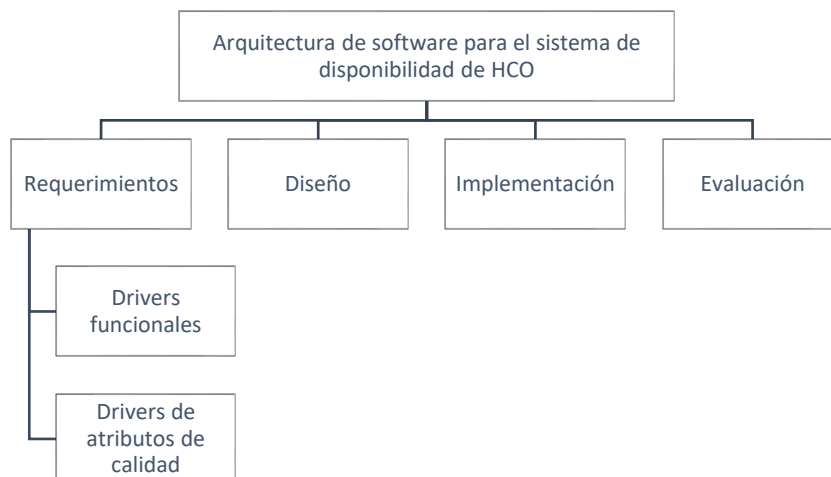 Arquitectura de software para el sistema de
disponibilidad de HCO
Requerimientos
Diseño
Implementación
Evaluación
Drivers
funcionales
Drivers de
atributos de
calidad